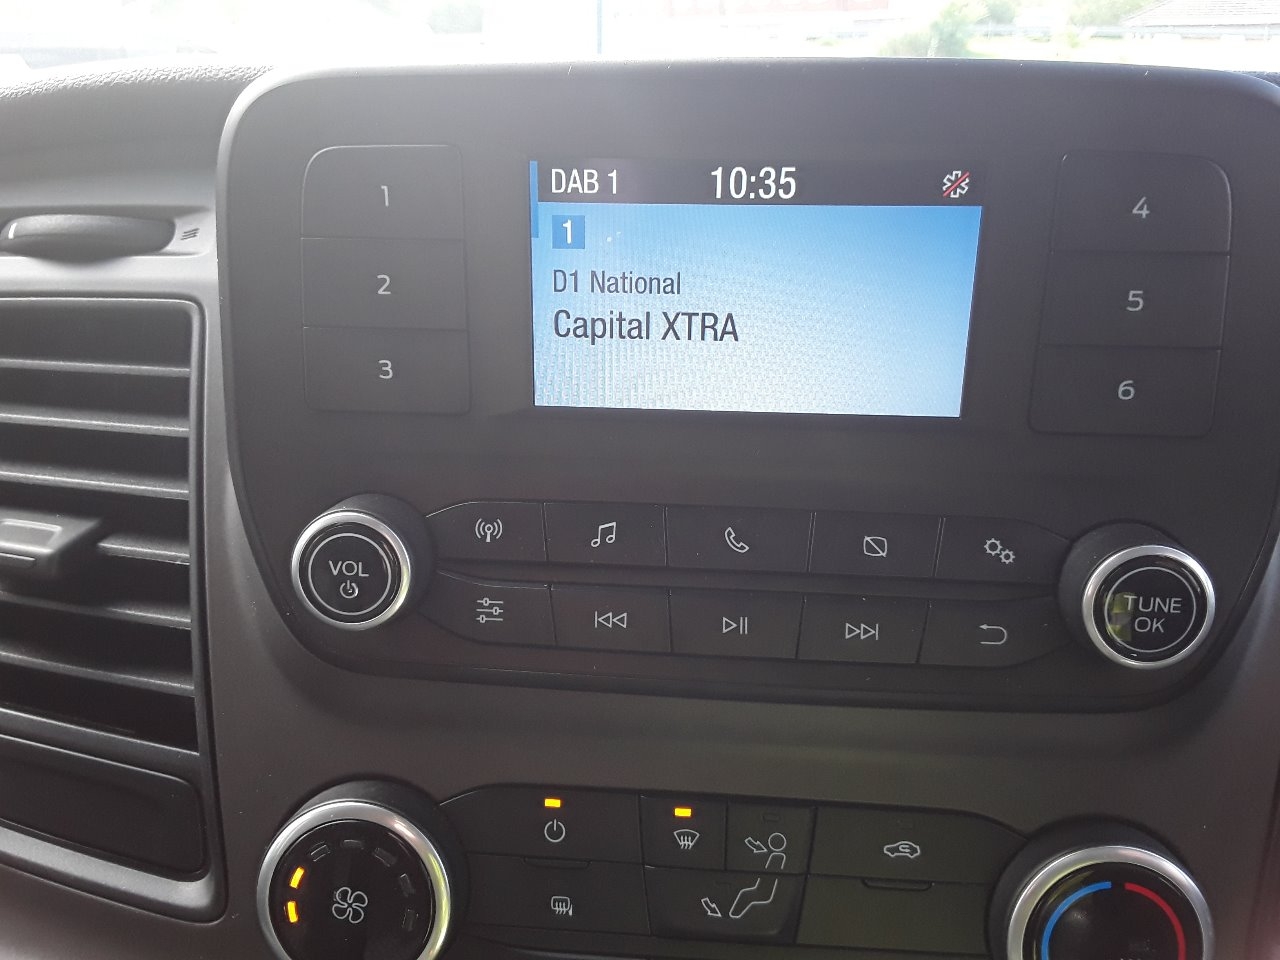 DAB 1 10:35
1
D1 National
Capital XTRA
1
2
3
4
5
6
VOL
TUNE
OK